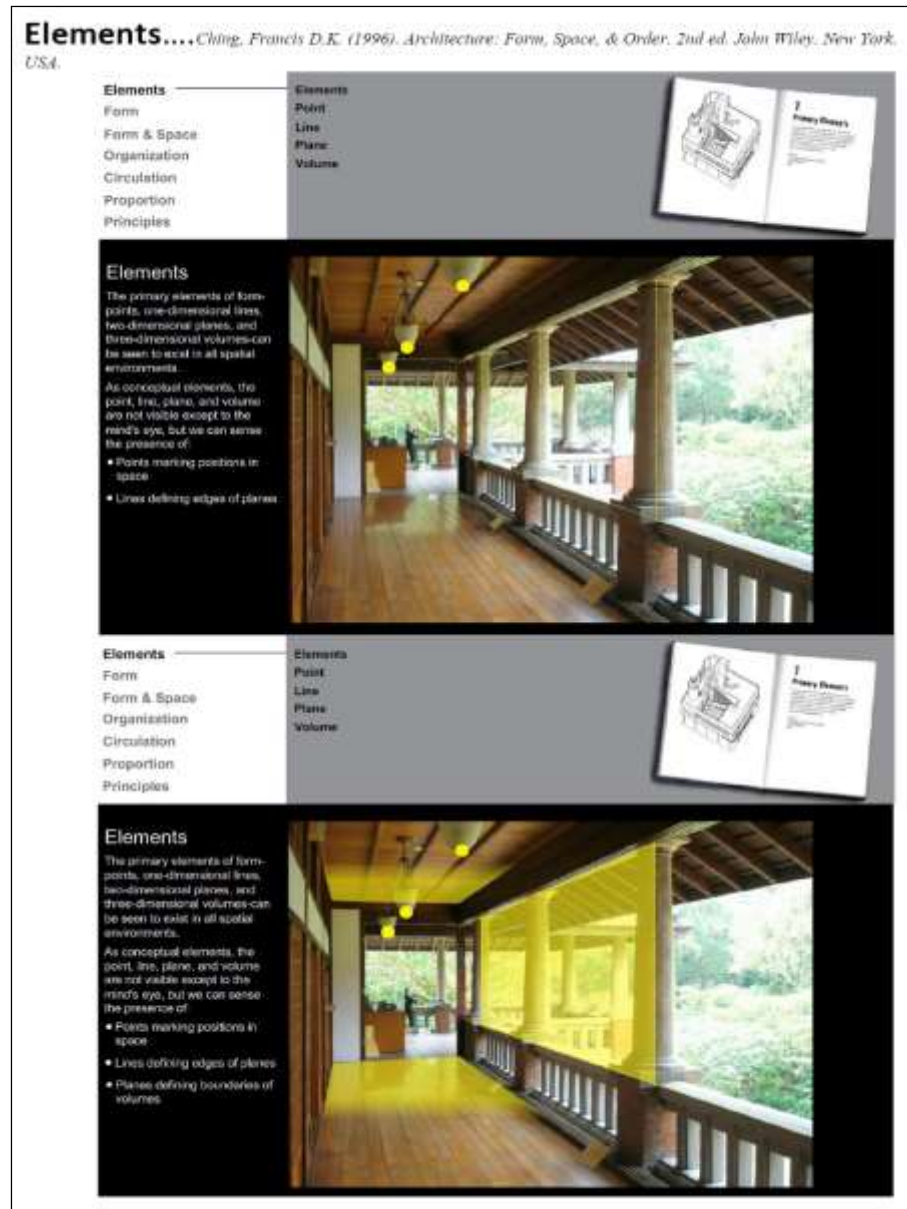 Elements....Ching, Francis D.K. (1996). Architecture: Form, Space, & Order. 2nd ed. John Wiley. New York.
USA.
Elements
Form
Form & Space
Organization
Circulation
Proportion
Principles
Elements
Point
Line
Plane
Volume
1
Primary Elements
Elements
The primary elements of form-
points, one-dimensional lines,
two-dimensional planes, and
three-dimensional volumes-can
be seen to exist in all spatial
environments.
As conceptual elements, the
point, line, plane, and volume
are not visible except to the
mind's eye, but we can sense
the presence of:
• Points marking positions in
space
• Lines defining edges of planes
Elements
Form
Form & Space
Organization
Circulation
Proportion
Principles
Elements
Point
Line
Plane
Volume
1
Primary Elements
Elements
The primary elements of form-
points, one-dimensional lines,
two-dimensional planes, and
three-dimensional volumes-can
be seen to exist in all spatial
environments.
As conceptual elements, the
point, line, plane, and volume
are not visible except to the
mind's eye, but we can sense
the presence of
• Points marking positions in
space
• Lines defining edges of planes
• Planes defining boundaries of
volumes.